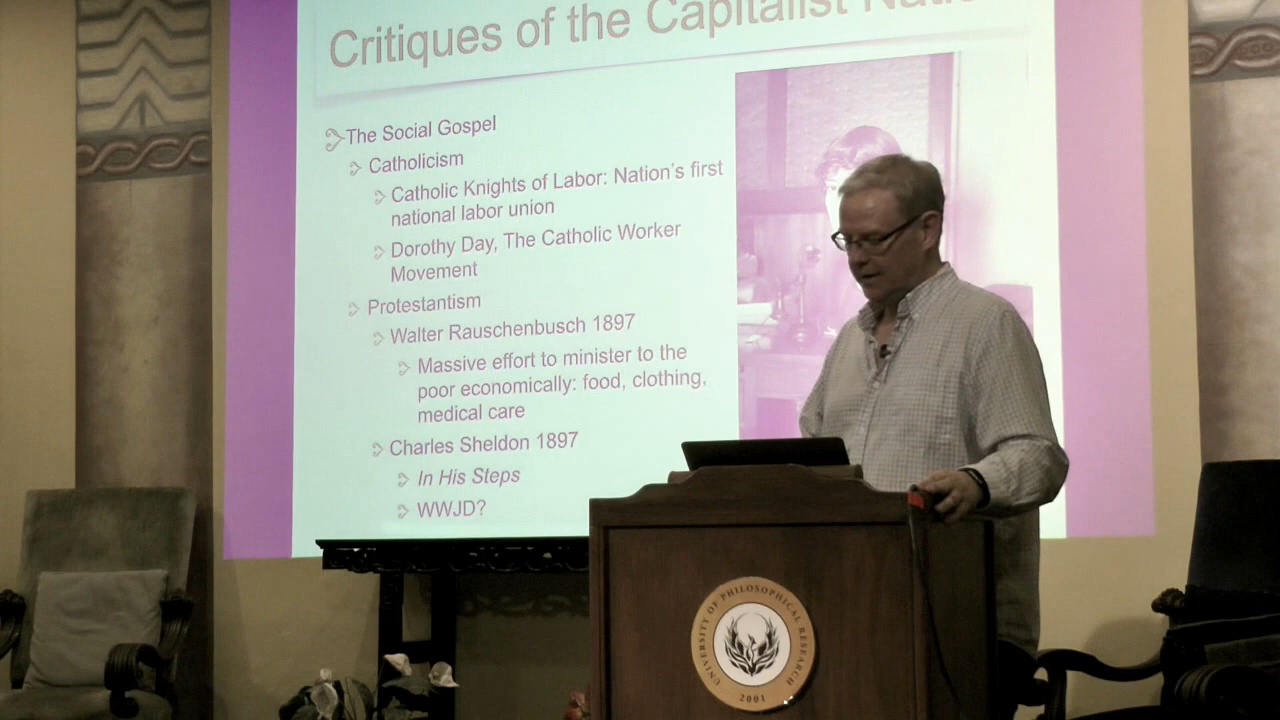 Critiques of the Capitalist
The Social Gospel
Catholicism
Catholic Knights of Labor: Nation's first
national labor union
Dorothy Day, The Catholic Worker
Movement
Protestantism
Walter Rauschenbusch 1897
Massive effort to minister to the
poor economically: food, clothing,
medical care
Charles Sheldon 1897
In His Steps
WWJD?
UNIVERSITY OF PHILOSOPHICAL RESEARCH
2001